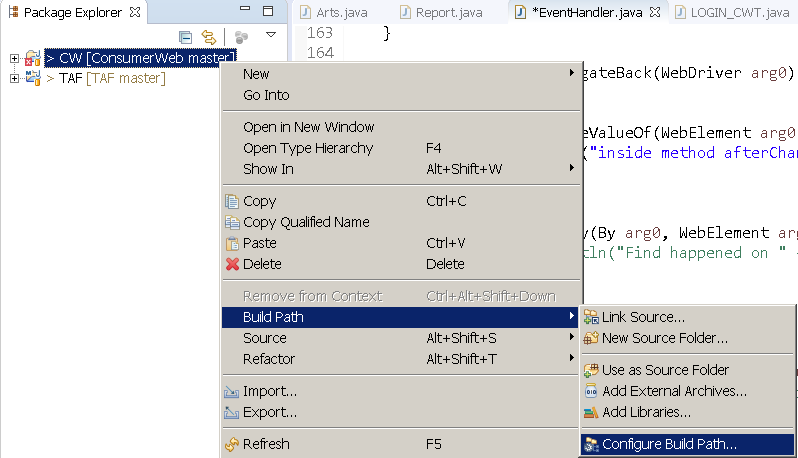 Package Explorer
Arts.java
Report.java
*EventHandler.java
LOGIN_CWT.java
163 }
164
> CW [ConsumerWeb master]
> TAF [TAF master]
gateBack(WebDriver arg0)
eValueOf(WebElement arg0
("inside method afterChan
(By arg0, WebElement arg
tln("Find happened on "
New
Go Into
Open in New Window
Open Type Hierarchy F4
Show In Alt+Shift+W
Copy Ctrl+C
Copy Qualified Name
Paste Ctrl+V
Delete Delete
Remove from Context Ctrl+Alt+Shift+Down
Build Path
Source Alt+Shift+S
Refactor Alt+Shift+T
Import...
Export...
Refresh F5
Link Source...
New Source Folder...
Use as Source Folder
Add External Archives...
Add Libraries...
Configure Build Path...